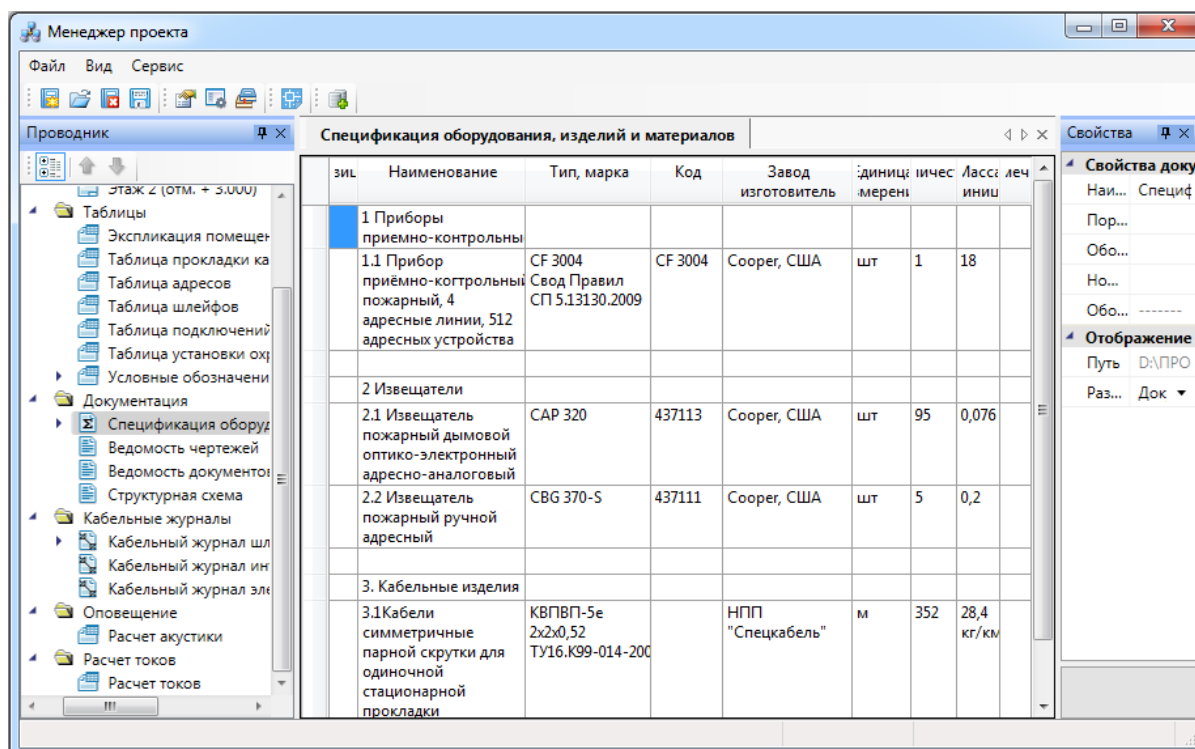 Менеджер проекта
Файл Вид Сервис
Проводник
Этаж 2 (отм. + 3.000)
Таблицы
Экспликация помещен
Таблица прокладки ка
Таблица адресов
Таблица шлейфов
Таблица подключений
Таблица установки охр
Условные обозначени
Документация
Спецификация оборуд
Ведомость чертежей
Ведомость документов
Структурная схема
Кабельные журналы
Кабельный журнал шл
Кабельный журнал ин
Кабельный журнал эле
Оповещение
Расчет акустики
Расчет токов
Расчет токов
Спецификация оборудования, изделий и материалов
зиц Наименование Тип, марка Код Завод Единица ичес Масса меч
изготовитель змерени иниц
1 Приборы
приемно-контрольны
1.1 Прибор CF 3004 CF 3004 Cooper, США шт 1 18
приёмно-когтрольный Свод Правил
пожарный, 4 СП 5.13130.2009
адресные линии, 512
адресных устройства
2 Извещатели
2.1 Извещатель CAP 320 437113 Cooper, США шт 95 0,076
пожарный дымовой
оптико-электронный
адресно-аналоговый
2.2 Извещатель CBG 370-S 437111 Cooper, США шт 5 0,2
пожарный ручной
адресный
3. Кабельные изделия
3.1Кабели КВПВП-5е НПП м 352 28,4
симметричные 2x2x0,52 "Спецкабель" кг/км
парной скрутки для ТУ16.К99-014-200
одиночной
стационарной
прокладки
Свойства
Свойства доку
Наи... Специф
Пор...
Обо...
Но...
Обо... -------
Отображение
Путь D:\ПРО
Раз... Док